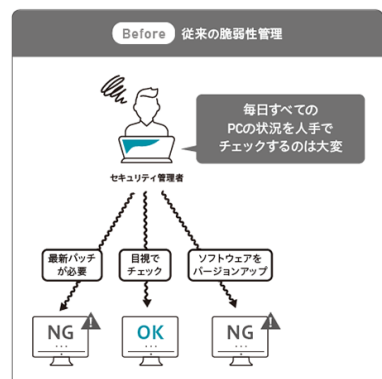 Before 従来の脆弱性管理
毎日すべての
PCの状況を人手で
チェックするのは大変
セキュリティ管理者
最新パッチ
が必要
目視で
チェック
ソフトウェアを
バージョンアップ
NG
OK
NG